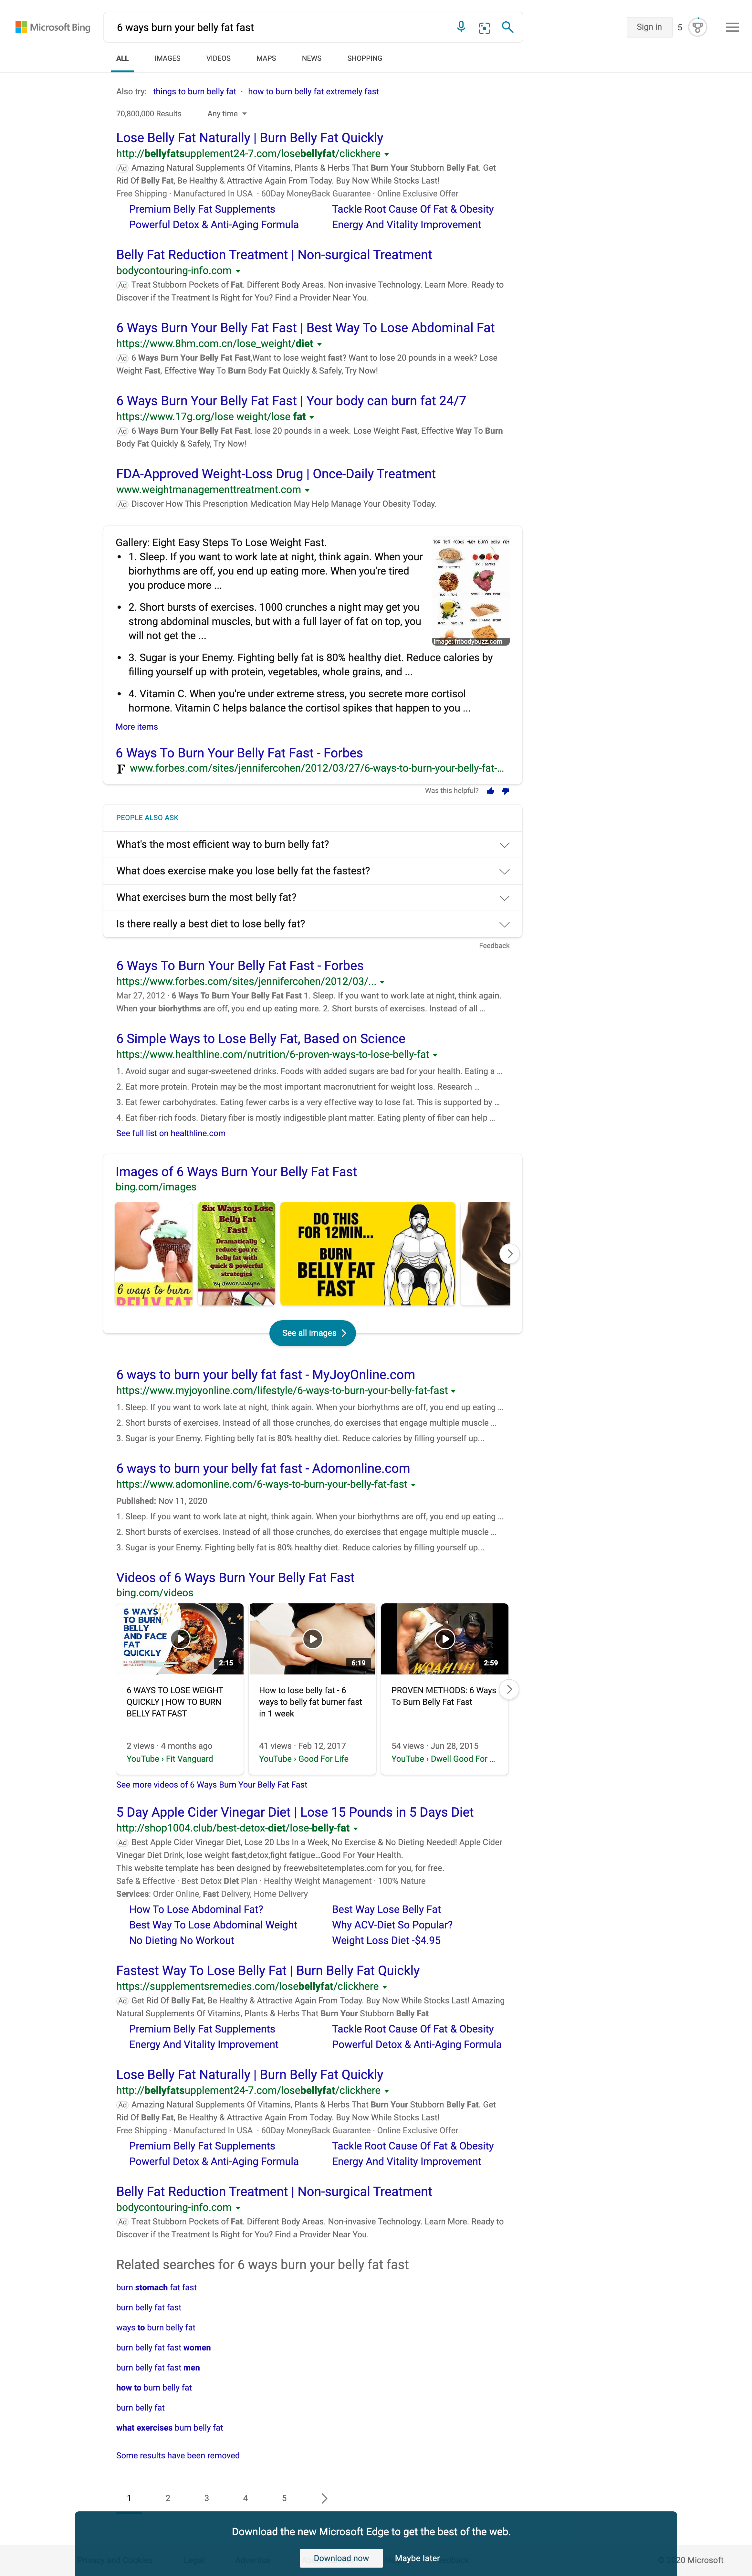 Microsoft Bing
6 ways burn your belly fat fast
Sign in
5
ALL
IMAGES
VIDEOS
MAPS
NEWS
SHOPPING
Also try: things to burn belly fat · how to burn belly fat extremely fast
70,800,000 Results
Any time
Lose Belly Fat Naturally | Burn Belly Fat Quickly
http://bellyfatsupplement24-7.com/losebellyfat/clickhere
Ad Amazing Natural Supplements Of Vitamins, Plants & Herbs That Burn Your Stubborn Belly Fat. Get
Rid Of Belly Fat, Be Healthy & Attractive Again From Today. Buy Now While Stocks Last!
Free Shipping · Manufactured In USA · 60Day MoneyBack Guarantee · Online Exclusive Offer
Premium Belly Fat Supplements
Tackle Root Cause Of Fat & Obesity
Powerful Detox & Anti-Aging Formula
Energy And Vitality Improvement
Belly Fat Reduction Treatment | Non-surgical Treatment
bodycontouring-info.com
Ad Treat Stubborn Pockets of Fat. Different Body Areas. Non-invasive Technology. Learn More. Ready to
Discover if the Treatment Is Right for You? Find a Provider Near You.
6 Ways Burn Your Belly Fat Fast | Best Way To Lose Abdominal Fat
https://www.8hm.com.cn/lose_weight/diet
Ad 6 Ways Burn Your Belly Fat Fast,Want to lose weight fast? Want to lose 20 pounds in a week? Lose
Weight Fast, Effective Way To Burn Body Fat Quickly & Safely, Try Now!
6 Ways Burn Your Belly Fat Fast | Your body can burn fat 24/7
https://www.17g.org/lose weight/lose fat
Ad 6 Ways Burn Your Belly Fat Fast. lose 20 pounds in a week. Lose Weight Fast, Effective Way To Burn
Body Fat Quickly & Safely, Try Now!
FDA-Approved Weight-Loss Drug | Once-Daily Treatment
www.weightmanagementtreatment.com
Ad Discover How This Prescription Medication May Help Manage Your Obesity Today.
Gallery: Eight Easy Steps To Lose Weight Fast.
• 1. Sleep. If you want to work late at night, think again. When your
biorhythms are off, you end up eating more. When you're tired
you produce more ...
• 2. Short bursts of exercises. 1000 crunches a night may get you
strong abdominal muscles, but with a full layer of fat on top, you
will not get the ...
• 3. Sugar is your Enemy. Fighting belly fat is 80% healthy diet. Reduce calories by
filling yourself up with protein, vegetables, whole grains, and ...
• 4. Vitamin C. When you're under extreme stress, you secrete more cortisol
hormone. Vitamin C helps balance the cortisol spikes that happen to you ...
TOP TEN FOODS THAT BURN BELLY FAT
Image: fitbodybuzz.com
More items
6 Ways To Burn Your Belly Fat Fast - Forbes
F www.forbes.com/sites/jennifercohen/2012/03/27/6-ways-to-burn-your-belly-fat-...
Was this helpful?
PEOPLE ALSO ASK
What's the most efficient way to burn belly fat?
What does exercise make you lose belly fat the fastest?
What exercises burn the most belly fat?
Is there really a best diet to lose belly fat?
Feedback
6 Ways To Burn Your Belly Fat Fast - Forbes
https://www.forbes.com/sites/jennifercohen/2012/03/...
Mar 27, 2012 · 6 Ways To Burn Your Belly Fat Fast 1. Sleep. If you want to work late at night, think again.
When your biorhythms are off, you end up eating more. 2. Short bursts of exercises. Instead of all ...
6 Simple Ways to Lose Belly Fat, Based on Science
https://www.healthline.com/nutrition/6-proven-ways-to-lose-belly-fat
1. Avoid sugar and sugar-sweetened drinks. Foods with added sugars are bad for your health. Eating a ...
2. Eat more protein. Protein may be the most important macronutrient for weight loss. Research ...
3. Eat fewer carbohydrates. Eating fewer carbs is a very effective way to lose fat. This is supported by ...
4. Eat fiber-rich foods. Dietary fiber is mostly indigestible plant matter. Eating plenty of fiber can help ...
See full list on healthline.com
Images of 6 Ways Burn Your Belly Fat Fast
bing.com/images
6 ways to burn
BELLY FAT
Six Ways to Lose
Belly Fat
Fast!
Dramatically
reduce you're
belly fat with
quick & powerful
strategies
By Jevon Wayne
DO THIS
FOR 12MIN...
BURN
BELLY FAT
FAST
See all images
6 ways to burn your belly fat fast - MyJoyOnline.com
https://www.myjoyonline.com/lifestyle/6-ways-to-burn-your-belly-fat-fast
1. Sleep. If you want to work late at night, think again. When your biorhythms are off, you end up eating ...
2. Short bursts of exercises. Instead of all those crunches, do exercises that engage multiple muscle ...
3. Sugar is your Enemy. Fighting belly fat is 80% healthy diet. Reduce calories by filling yourself up...
6 ways to burn your belly fat fast - Adomonline.com
https://www.adomonline.com/6-ways-to-burn-your-belly-fat-fast
Published: Nov 11, 2020
1. Sleep. If you want to work late at night, think again. When your biorhythms are off, you end up eating ...
2. Short bursts of exercises. Instead of all those crunches, do exercises that engage multiple muscle ...
3. Sugar is your Enemy. Fighting belly fat is 80% healthy diet. Reduce calories by filling yourself up...
Videos of 6 Ways Burn Your Belly Fat Fast
bing.com/videos
6 WAYS
TO BURN
BELLY
AND FACE
FAT
QUICKLY
2:15
6:19
WOAH!!!!
2:59
6 WAYS TO LOSE WEIGHT
QUICKLY | HOW TO BURN
BELLY FAT FAST
2 views · 4 months ago
YouTube › Fit Vanguard
How to lose belly fat - 6
ways to belly fat burner fast
in 1 week
41 views · Feb 12, 2017
YouTube › Good For Life
PROVEN METHODS: 6 Ways
To Burn Belly Fat Fast
54 views · Jun 28, 2015
YouTube › Dwell Good For ...
See more videos of 6 Ways Burn Your Belly Fat Fast
5 Day Apple Cider Vinegar Diet | Lose 15 Pounds in 5 Days Diet
http://shop1004.club/best-detox-diet/lose-belly-fat
Ad Best Apple Cider Vinegar Diet, Lose 20 Lbs In a Week, No Exercise & No Dieting Needed! Apple Cider
Vinegar Diet Drink, lose weight fast,detox,fight fatigue...Good For Your Health.
This website template has been designed by freewebsitetemplates.com for you, for free.
Safe & Effective · Best Detox Diet Plan · Healthy Weight Management · 100% Nature
Services: Order Online, Fast Delivery, Home Delivery
How To Lose Abdominal Fat?
Best Way Lose Belly Fat
Best Way To Lose Abdominal Weight
Why ACV-Diet So Popular?
No Dieting No Workout
Weight Loss Diet -$4.95
Fastest Way To Lose Belly Fat | Burn Belly Fat Quickly
https://supplementsremedies.com/losebellyfat/clickhere
Ad Get Rid Of Belly Fat, Be Healthy & Attractive Again From Today. Buy Now While Stocks Last! Amazing
Natural Supplements Of Vitamins, Plants & Herbs That Burn Your Stubborn Belly Fat
Premium Belly Fat Supplements
Tackle Root Cause Of Fat & Obesity
Energy And Vitality Improvement
Powerful Detox & Anti-Aging Formula
Lose Belly Fat Naturally | Burn Belly Fat Quickly
http://bellyfatsupplement24-7.com/losebellyfat/clickhere
Ad Amazing Natural Supplements Of Vitamins, Plants & Herbs That Burn Your Stubborn Belly Fat. Get
Rid Of Belly Fat, Be Healthy & Attractive Again From Today. Buy Now While Stocks Last!
Free Shipping · Manufactured In USA · 60Day MoneyBack Guarantee · Online Exclusive Offer
Premium Belly Fat Supplements
Tackle Root Cause Of Fat & Obesity
Powerful Detox & Anti-Aging Formula
Energy And Vitality Improvement
Belly Fat Reduction Treatment | Non-surgical Treatment
bodycontouring-info.com
Ad Treat Stubborn Pockets of Fat. Different Body Areas. Non-invasive Technology. Learn More. Ready to
Discover if the Treatment Is Right for You? Find a Provider Near You.
Related searches for 6 ways burn your belly fat fast
burn stomach fat fast
burn belly fat fast
ways to burn belly fat
burn belly fat fast women
burn belly fat fast men
how to burn belly fat
burn belly fat
what exercises burn belly fat
Some results have been removed
1
2
3
4
5
Download the new Microsoft Edge to get the best of the web.
Download now
Maybe later
20 Microsoft